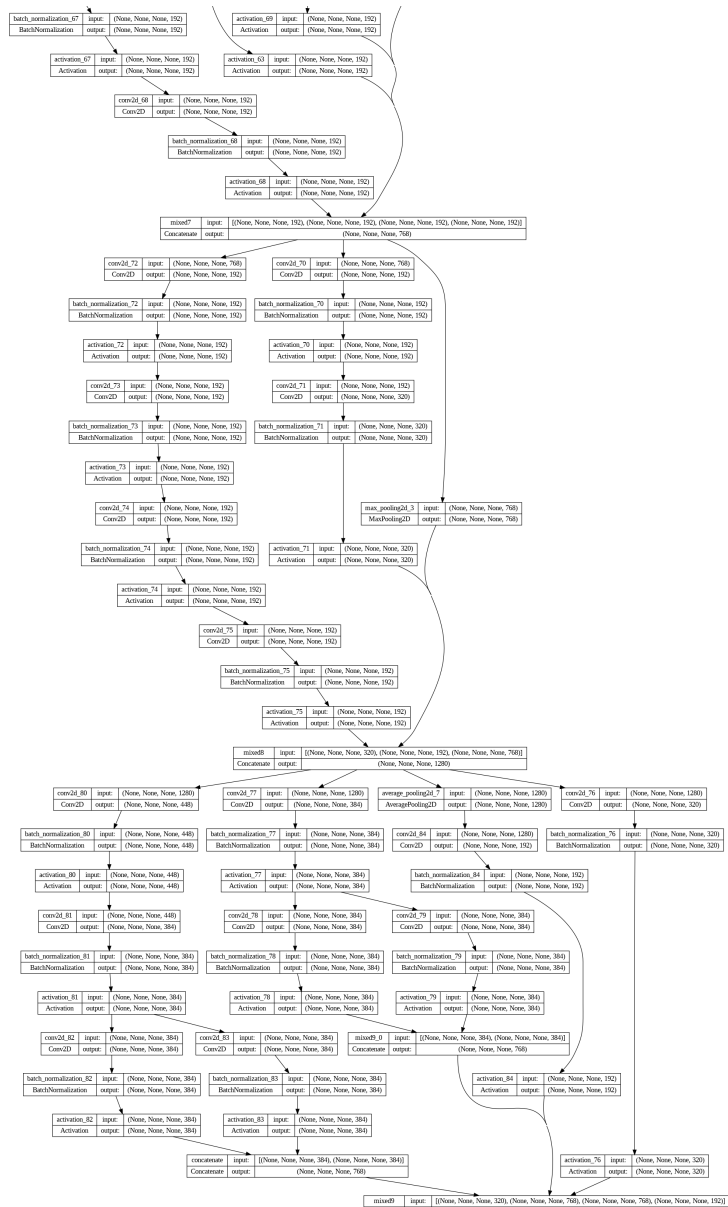 batch_normalization_67 input: (None, None, None, 192)
BatchNormalization output: (None, None, None, 192)
activation_69 input: (None, None, None, 192)
Activation output: (None, None, None, 192)
activation_67 input: (None, None, None, 192)
Activation output: (None, None, None, 192)
activation_63 input: (None, None, None, 192)
Activation output: (None, None, None, 192)
conv2d_68 input: (None, None, None, 192)
Conv2D output: (None, None, None, 192)
batch_normalization_68 input: (None, None, None, 192)
BatchNormalization output: (None, None, None, 192)
activation_68 input: (None, None, None, 192)
Activation output: (None, None, None, 192)
mixed7 input: [(None, None, None, 192), (None, None, None, 192), (None, None, None, 192), (None, None, None, 192)]
Concatenate output: (None, None, None, 768)
conv2d_72 input: (None, None, None, 768)
Conv2D output: (None, None, None, 192)
conv2d_70 input: (None, None, None, 768)
Conv2D output: (None, None, None, 192)
batch_normalization_72 input: (None, None, None, 192)
BatchNormalization output: (None, None, None, 192)
batch_normalization_70 input: (None, None, None, 192)
BatchNormalization output: (None, None, None, 192)
activation_72 input: (None, None, None, 192)
Activation output: (None, None, None, 192)
activation_70 input: (None, None, None, 192)
Activation output: (None, None, None, 192)
conv2d_73 input: (None, None, None, 192)
Conv2D output: (None, None, None, 192)
conv2d_71 input: (None, None, None, 192)
Conv2D output: (None, None, None, 320)
batch_normalization_73 input: (None, None, None, 192)
BatchNormalization output: (None, None, None, 192)
batch_normalization_71 input: (None, None, None, 320)
BatchNormalization output: (None, None, None, 320)
activation_73 input: (None, None, None, 192)
Activation output: (None, None, None, 192)
conv2d_74 input: (None, None, None, 192)
Conv2D output: (None, None, None, 192)
max_pooling2d_3 input: (None, None, None, 768)
MaxPooling2D output: (None, None, None, 768)
batch_normalization_74 input: (None, None, None, 192)
BatchNormalization output: (None, None, None, 192)
activation_71 input: (None, None, None, 320)
Activation output: (None, None, None, 320)
activation_74 input: (None, None, None, 192)
Activation output: (None, None, None, 192)
conv2d_75 input: (None, None, None, 192)
Conv2D output: (None, None, None, 192)
batch_normalization_75 input: (None, None, None, 192)
BatchNormalization output: (None, None, None, 192)
activation_75 input: (None, None, None, 192)
Activation output: (None, None, None, 192)
mixed8 input: [(None, None, None, 320), (None, None, None, 192), (None, None, None, 768)]
Concatenate output: (None, None, None, 1280)
conv2d_80 input: (None, None, None, 1280)
Conv2D output: (None, None, None, 448)
conv2d_77 input: (None, None, None, 1280)
Conv2D output: (None, None, None, 384)
average_pooling2d_7 input: (None, None, None, 1280)
AveragePooling2D output: (None, None, None, 1280)
conv2d_76 input: (None, None, None, 1280)
Conv2D output: (None, None, None, 320)
batch_normalization_80 input: (None, None, None, 448)
BatchNormalization output: (None, None, None, 448)
batch_normalization_77 input: (None, None, None, 384)
BatchNormalization output: (None, None, None, 384)
conv2d_84 input: (None, None, None, 1280)
Conv2D output: (None, None, None, 192)
batch_normalization_76 input: (None, None, None, 320)
BatchNormalization output: (None, None, None, 320)
activation_80 input: (None, None, None, 448)
Activation output: (None, None, None, 448)
activation_77 input: (None, None, None, 384)
Activation output: (None, None, None, 384)
batch_normalization_84 input: (None, None, None, 192)
BatchNormalization output: (None, None, None, 192)
conv2d_81 input: (None, None, None, 448)
Conv2D output: (None, None, None, 384)
conv2d_78 input: (None, None, None, 384)
Conv2D output: (None, None, None, 384)
conv2d_79 input: (None, None, None, 384)
Conv2D output: (None, None, None, 384)
batch_normalization_81 input: (None, None, None, 384)
BatchNormalization output: (None, None, None, 384)
batch_normalization_78 input: (None, None, None, 384)
BatchNormalization output: (None, None, None, 384)
batch_normalization_79 input: (None, None, None, 384)
BatchNormalization output: (None, None, None, 384)
activation_81 input: (None, None, None, 384)
Activation output: (None, None, None, 384)
activation_78 input: (None, None, None, 384)
Activation output: (None, None, None, 384)
activation_79 input: (None, None, None, 384)
Activation output: (None, None, None, 384)
conv2d_82 input: (None, None, None, 384)
Conv2D output: (None, None, None, 384)
conv2d_83 input: (None, None, None, 384)
Conv2D output: (None, None, None, 384)
mixed9_0 input: [(None, None, None, 384), (None, None, None, 384)]
Concatenate output: (None, None, None, 768)
batch_normalization_82 input: (None, None, None, 384)
BatchNormalization output: (None, None, None, 384)
batch_normalization_83 input: (None, None, None, 384)
BatchNormalization output: (None, None, None, 384)
activation_84 input: (None, None, None, 192)
Activation output: (None, None, None, 192)
activation_82 input: (None, None, None, 384)
Activation output: (None, None, None, 384)
activation_83 input: (None, None, None, 384)
Activation output: (None, None, None, 384)
concatenate input: [(None, None, None, 384), (None, None, None, 384)]
Concatenate output: (None, None, None, 768)
activation_76 input: (None, None, None, 320)
Activation output: (None, None, None, 320)
mixed9 input: [(None, None, None, 320), (None, None, None, 768), (None, None, None, 768), (None, None, None, 192)]